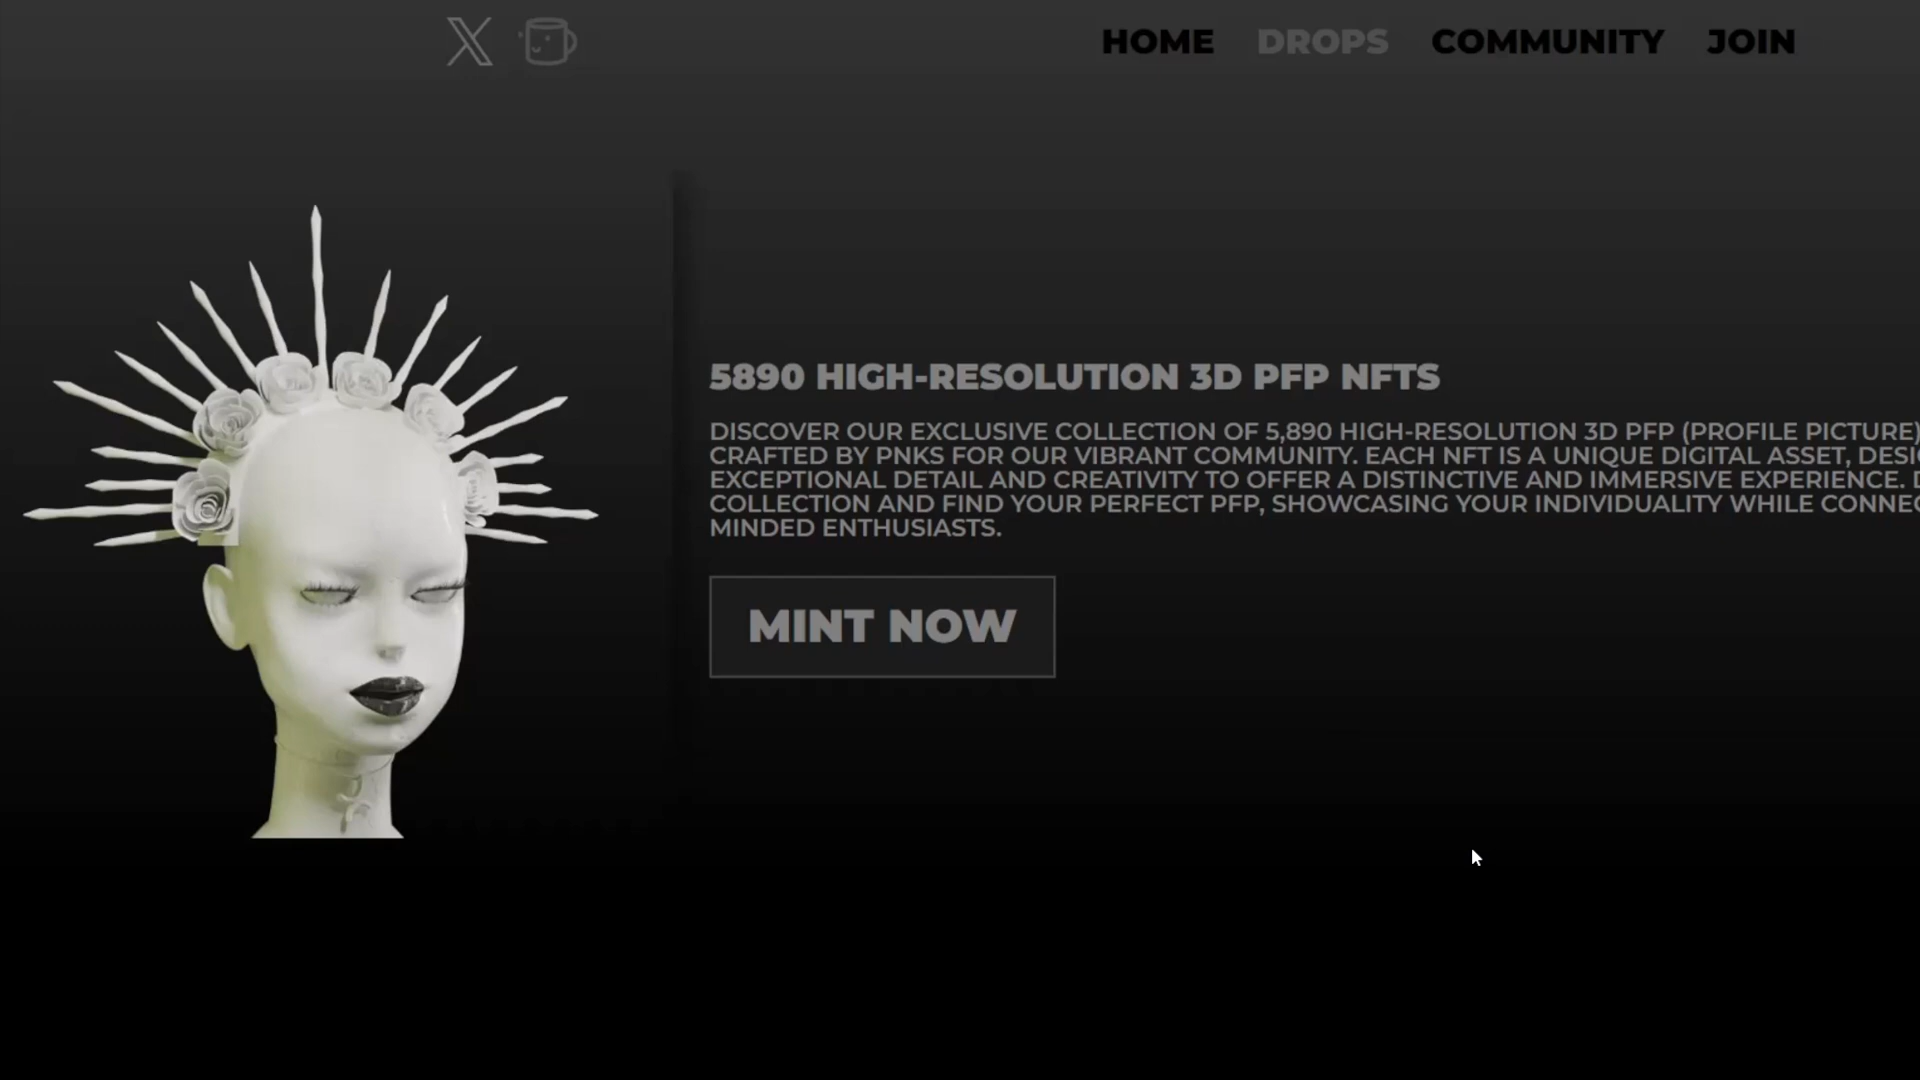 HOME DROPS COMMUNITY JOIN
5890 HIGH-RESOLUTION 3D PFP NFTS
DISCOVER OUR EXCLUSIVE COLLECTION OF 5,890 HIGH-RESOLUTION 3D PFP (PROFILE PICTURE)
CRAFTED BY PNKS FOR OUR VIBRANT COMMUNITY. EACH NFT IS A UNIQUE DIGITAL ASSET,
EXCEPTIONAL DETAIL AND CREATIVITY TO OFFER A DISTINCTIVE AND IMMERSIVE EXPERIENCE.
COLLECTION AND FIND YOUR PERFECT PFP, SHOWCASING YOUR INDIVIDUALITY WHILE
MINDED ENTHUSIASTS.
MINT NOW